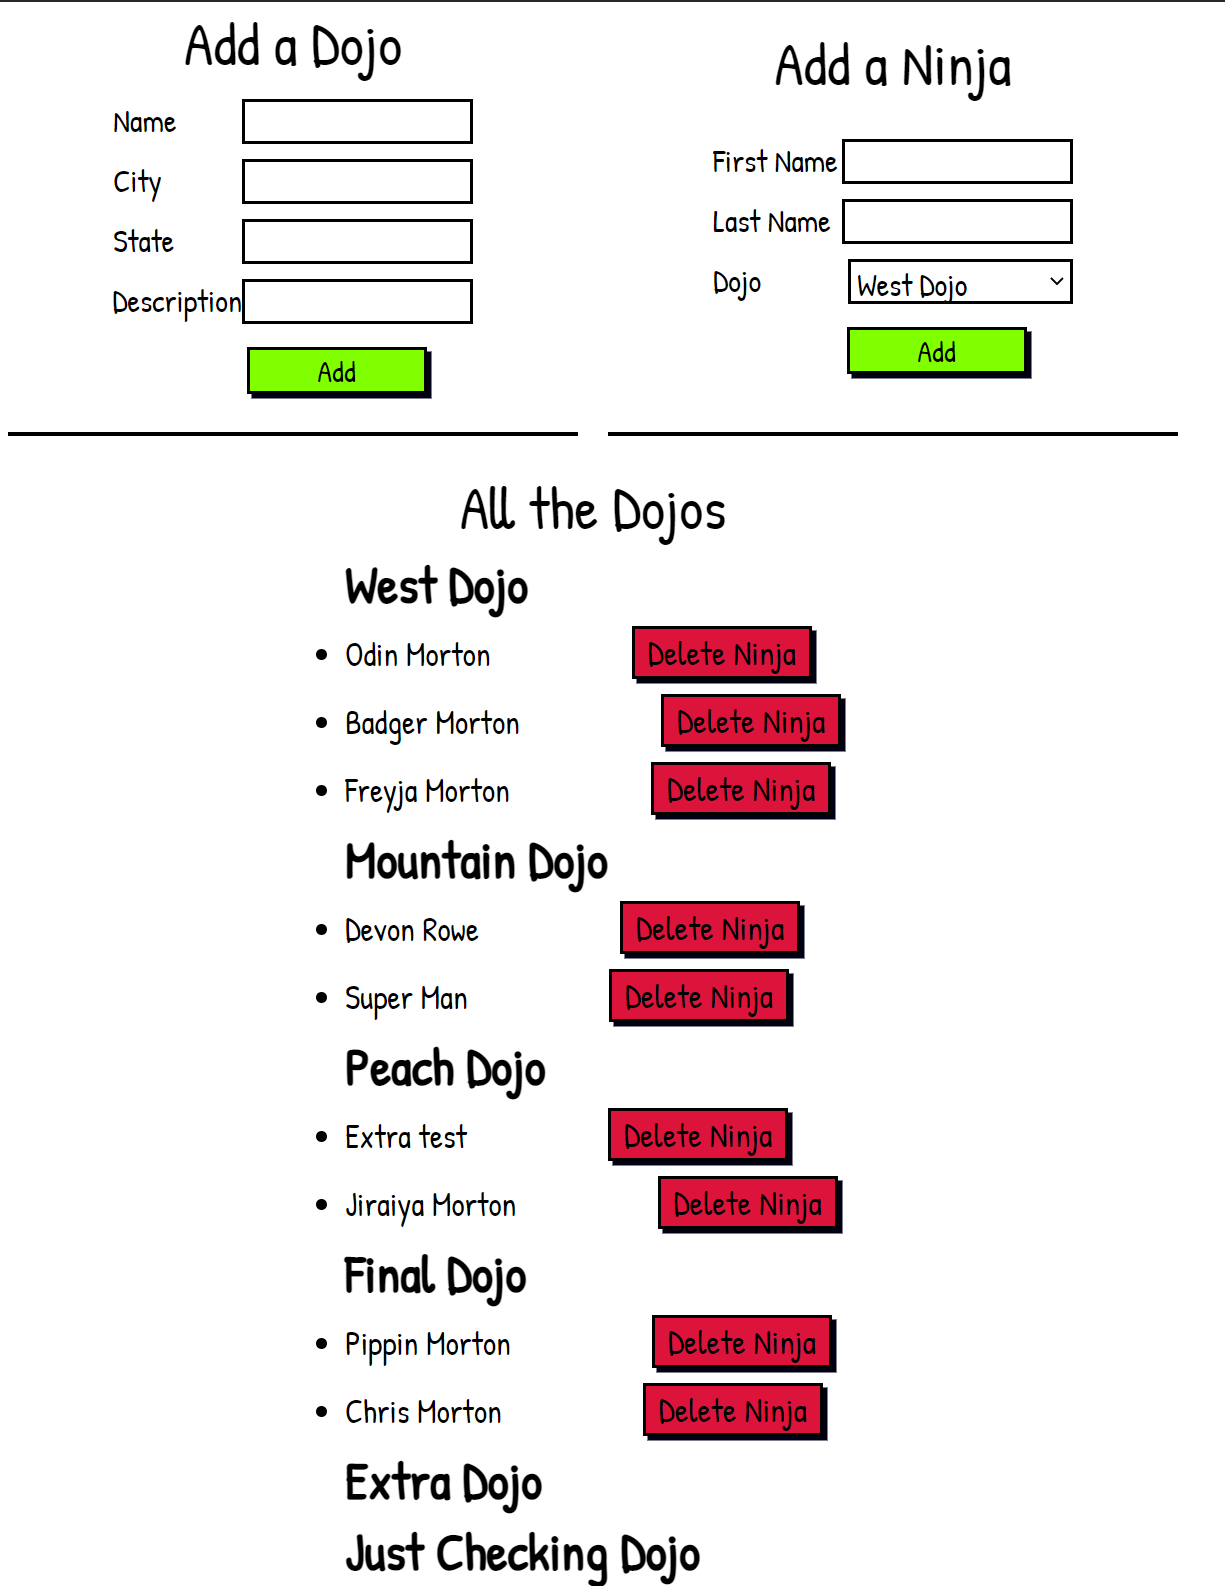 Add a Dojo
Name
City
State
Description
Add
Add a Ninja
First Name
Last Name
Dojo
West Dojo
Add
All the Dojos
West Dojo
Odin Morton Delete Ninja
Badger Morton Delete Ninja
Freyja Morton Delete Ninja
Mountain Dojo
Devon Rowe Delete Ninja
Super Man Delete Ninja
Peach Dojo
Extra test Delete Ninja
Jiraiya Morton Delete Ninja
Final Dojo
Pippin Morton Delete Ninja
Chris Morton Delete Ninja
Extra Dojo
Just Checking Dojo